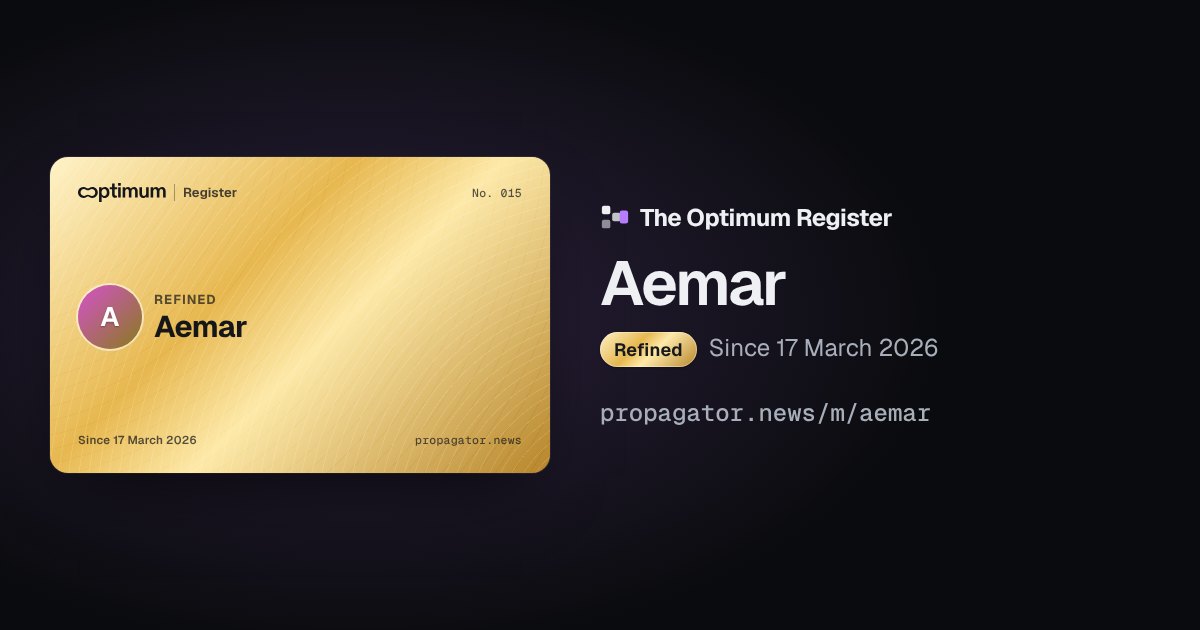 optimum | Register
No. 015
A
REFINED
Aemar
Since 17 March 2026
propagator.news
The Optimum Register
Aemar
Refined
Since 17 March 2026
propagator.news/m/aemar